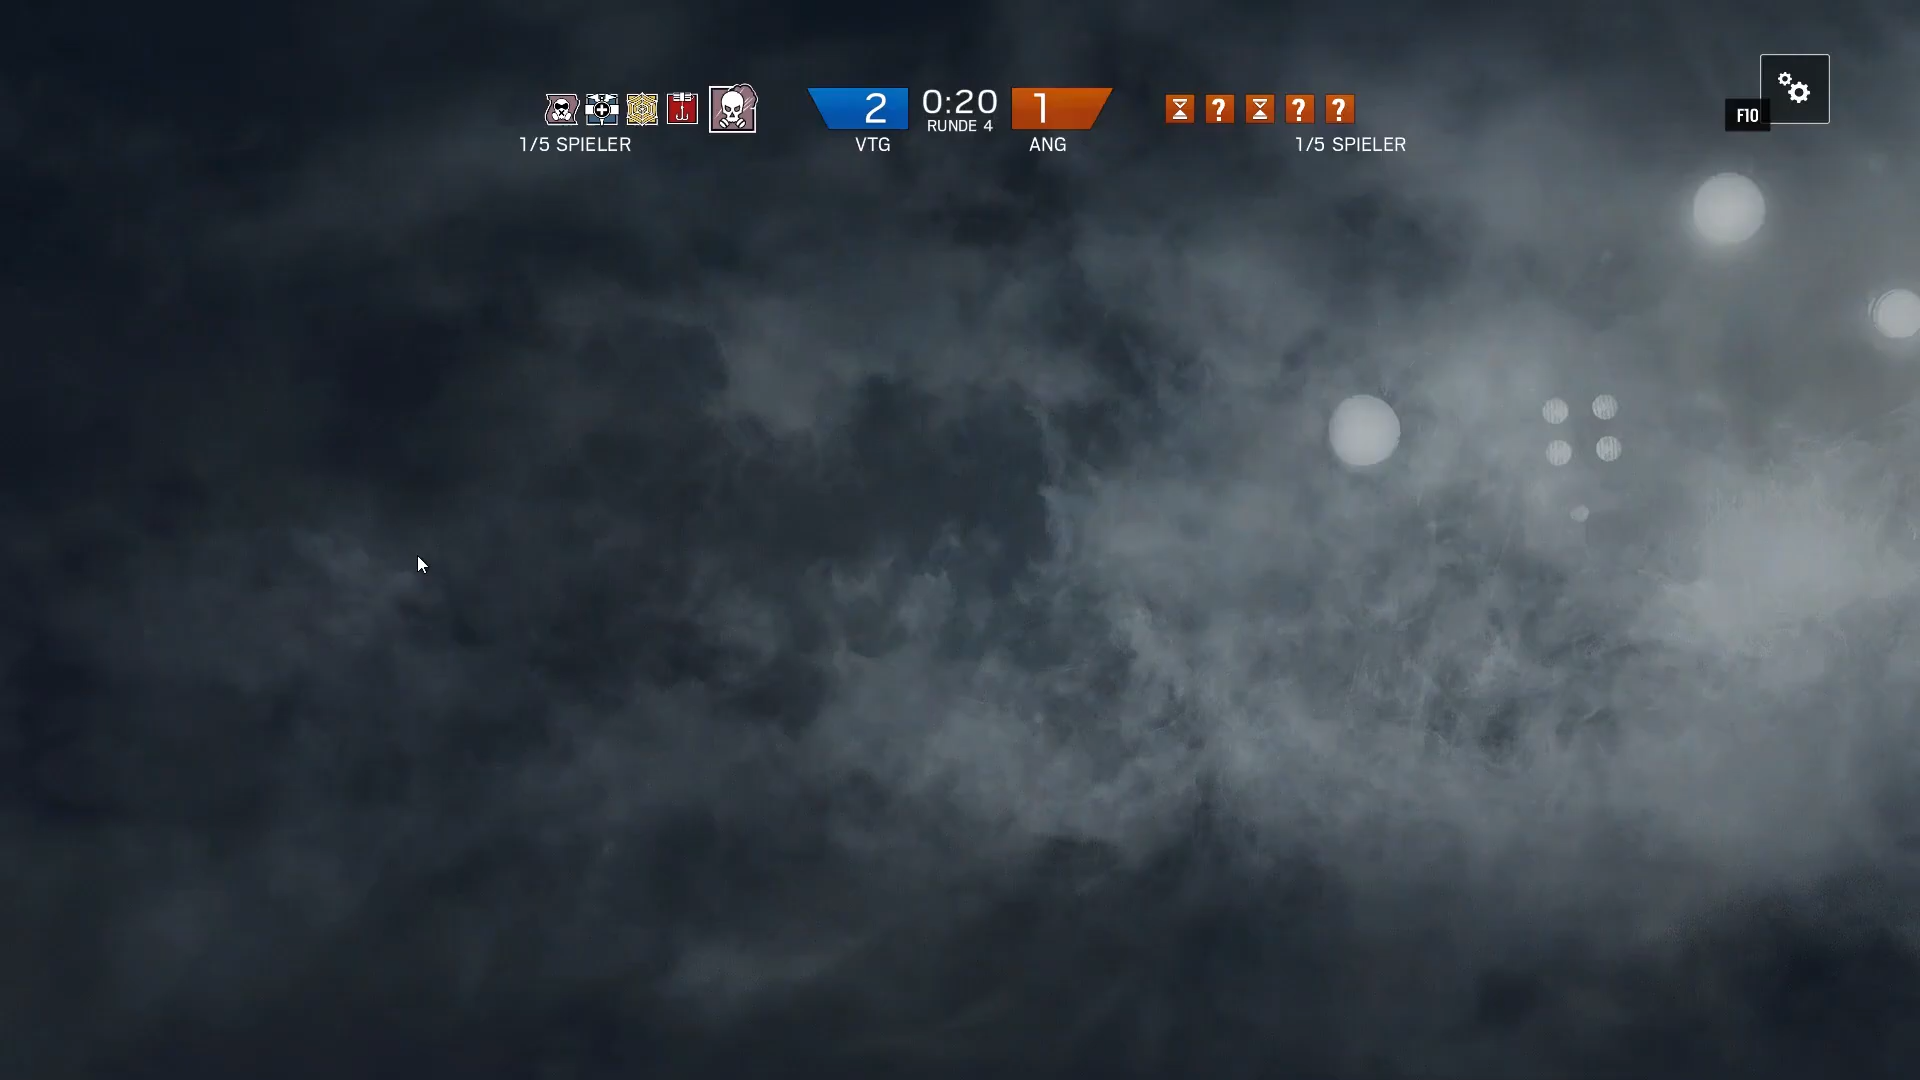 2 0:20 1
RUNDE 4
VTG ANG
1/5 SPIELER
? ? ?
1/5 SPIELER
F10